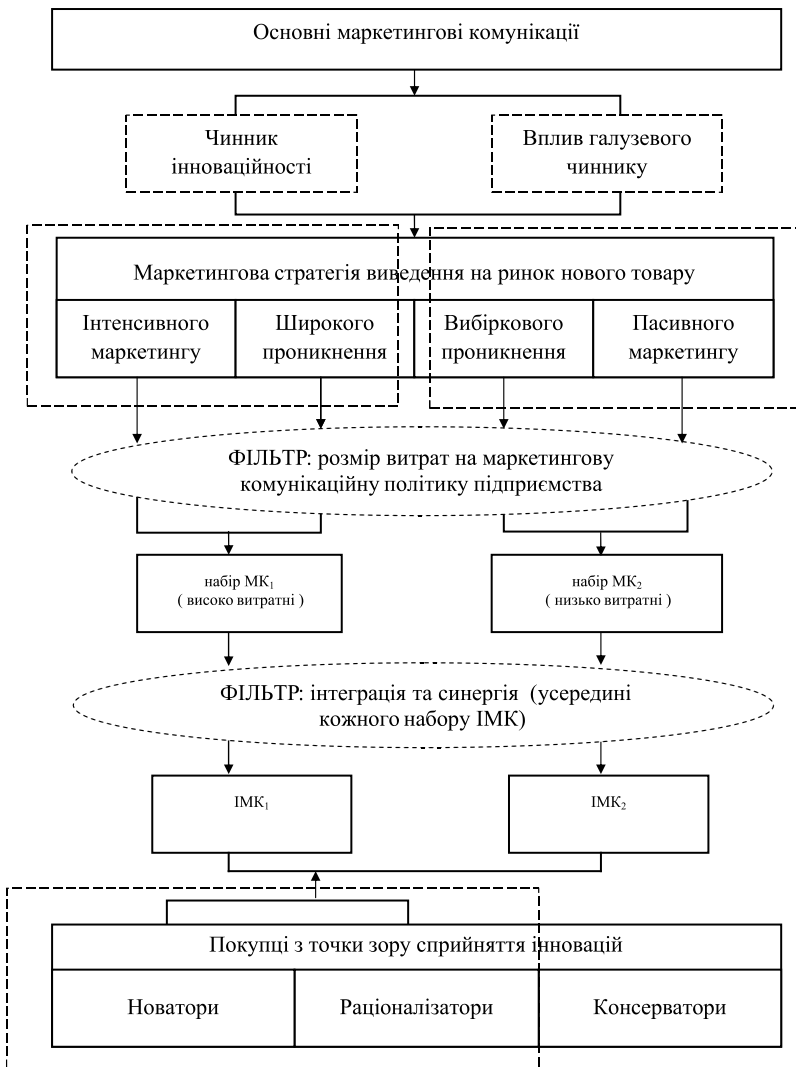 Основні маркетингові комунікації
Чинник
інноваційності
Вплив галузевого
чиннику
Маркетингова стратегія виведення на ринок нового товару
Інтенсивного
маркетингу
Широкого
проникнення
Вибіркового
проникнення
Пасивного
маркетингу
ФІЛЬТР: розмір витрат на маркетингову
комунікаційну політику підприємства
набір МК₁
( високо витратні )
набір МК₂
( низько витратні )
ФІЛЬТР: інтеграція та синергія (усередині
кожного набору ІМК)
ІМК₁
ІМК₂
Покупці з точки зору сприйняття інновацій
Новатори
Раціоналізатори
Консерватори